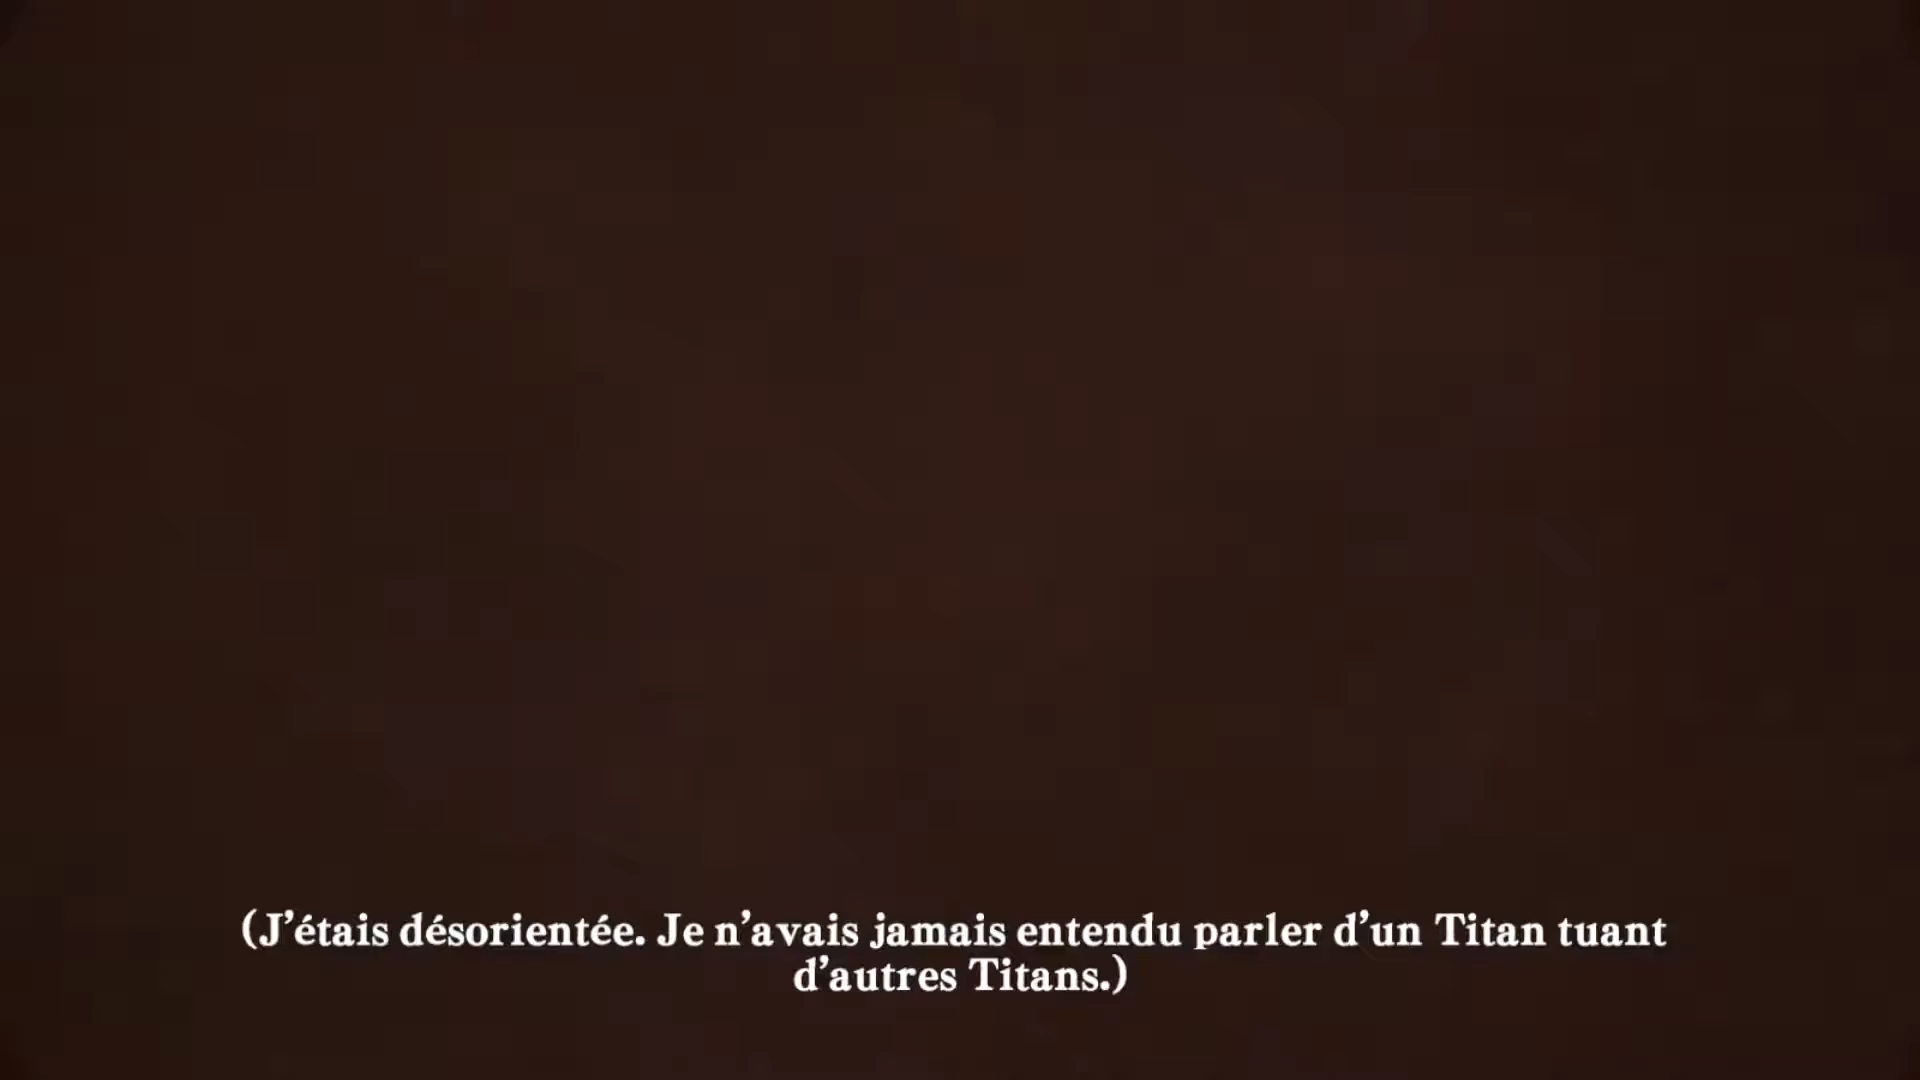 (J’étais désorientée. Je n’avais jamais entendu parler d’un Titan tuant
d’autres Titans.)